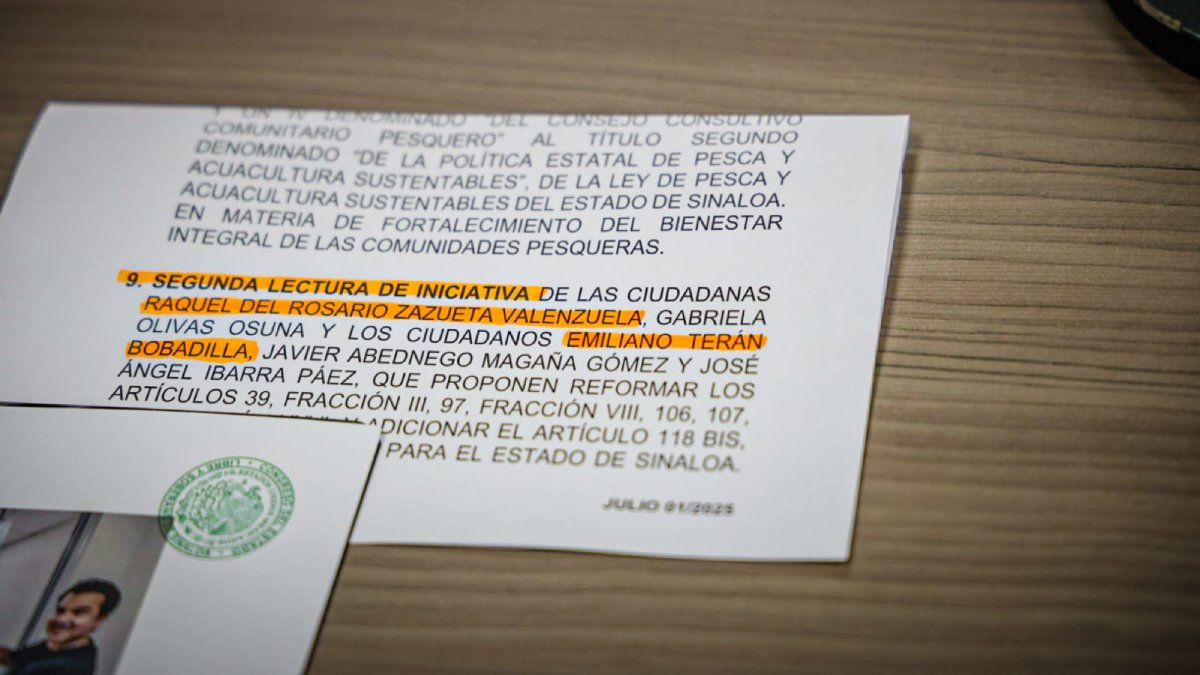 Y UN IV DENOMINADO "DEL CONSEJO CONSULTIVO
COMUNITARIO PESQUERO" AL TÍTULO SEGUNDO
DENOMINADO "DE LA POLÍTICA ESTATAL DE PESCA Y
ACUACULTURA SUSTENTABLES", DE LA LEY DE PESCA Y
ACUACULTURA SUSTENTABLES DEL ESTADO DE SINALOA.
EN MATERIA DE FORTALECIMIENTO DEL BIENESTAR
INTEGRAL DE LAS COMUNIDADES PESQUERAS.
9. SEGUNDA LECTURA DE INICIATIVA DE LAS CIUDADANAS
RAQUEL DEL ROSARIO ZAZUETA VALENZUELA, GABRIELA
OLIVAS OSUNA Y LOS CIUDADANOS EMILIANO TERÁN
BOBADILLA, JAVIER ABEDNEGO MAGAÑA GÓMEZ Y JOSÉ
ÁNGEL IBARRA PÁEZ, QUE PROPONEN REFORMAR LOS
ARTÍCULOS 39, FRACCIÓN III, 97, FRACCIÓN VIII, 106, 107,
ADICIONAR EL ARTÍCULO 118 BIS,
PARA EL ESTADO DE SINALOA.
JULIO 01/2025
CONGRESO DEL ESTADO